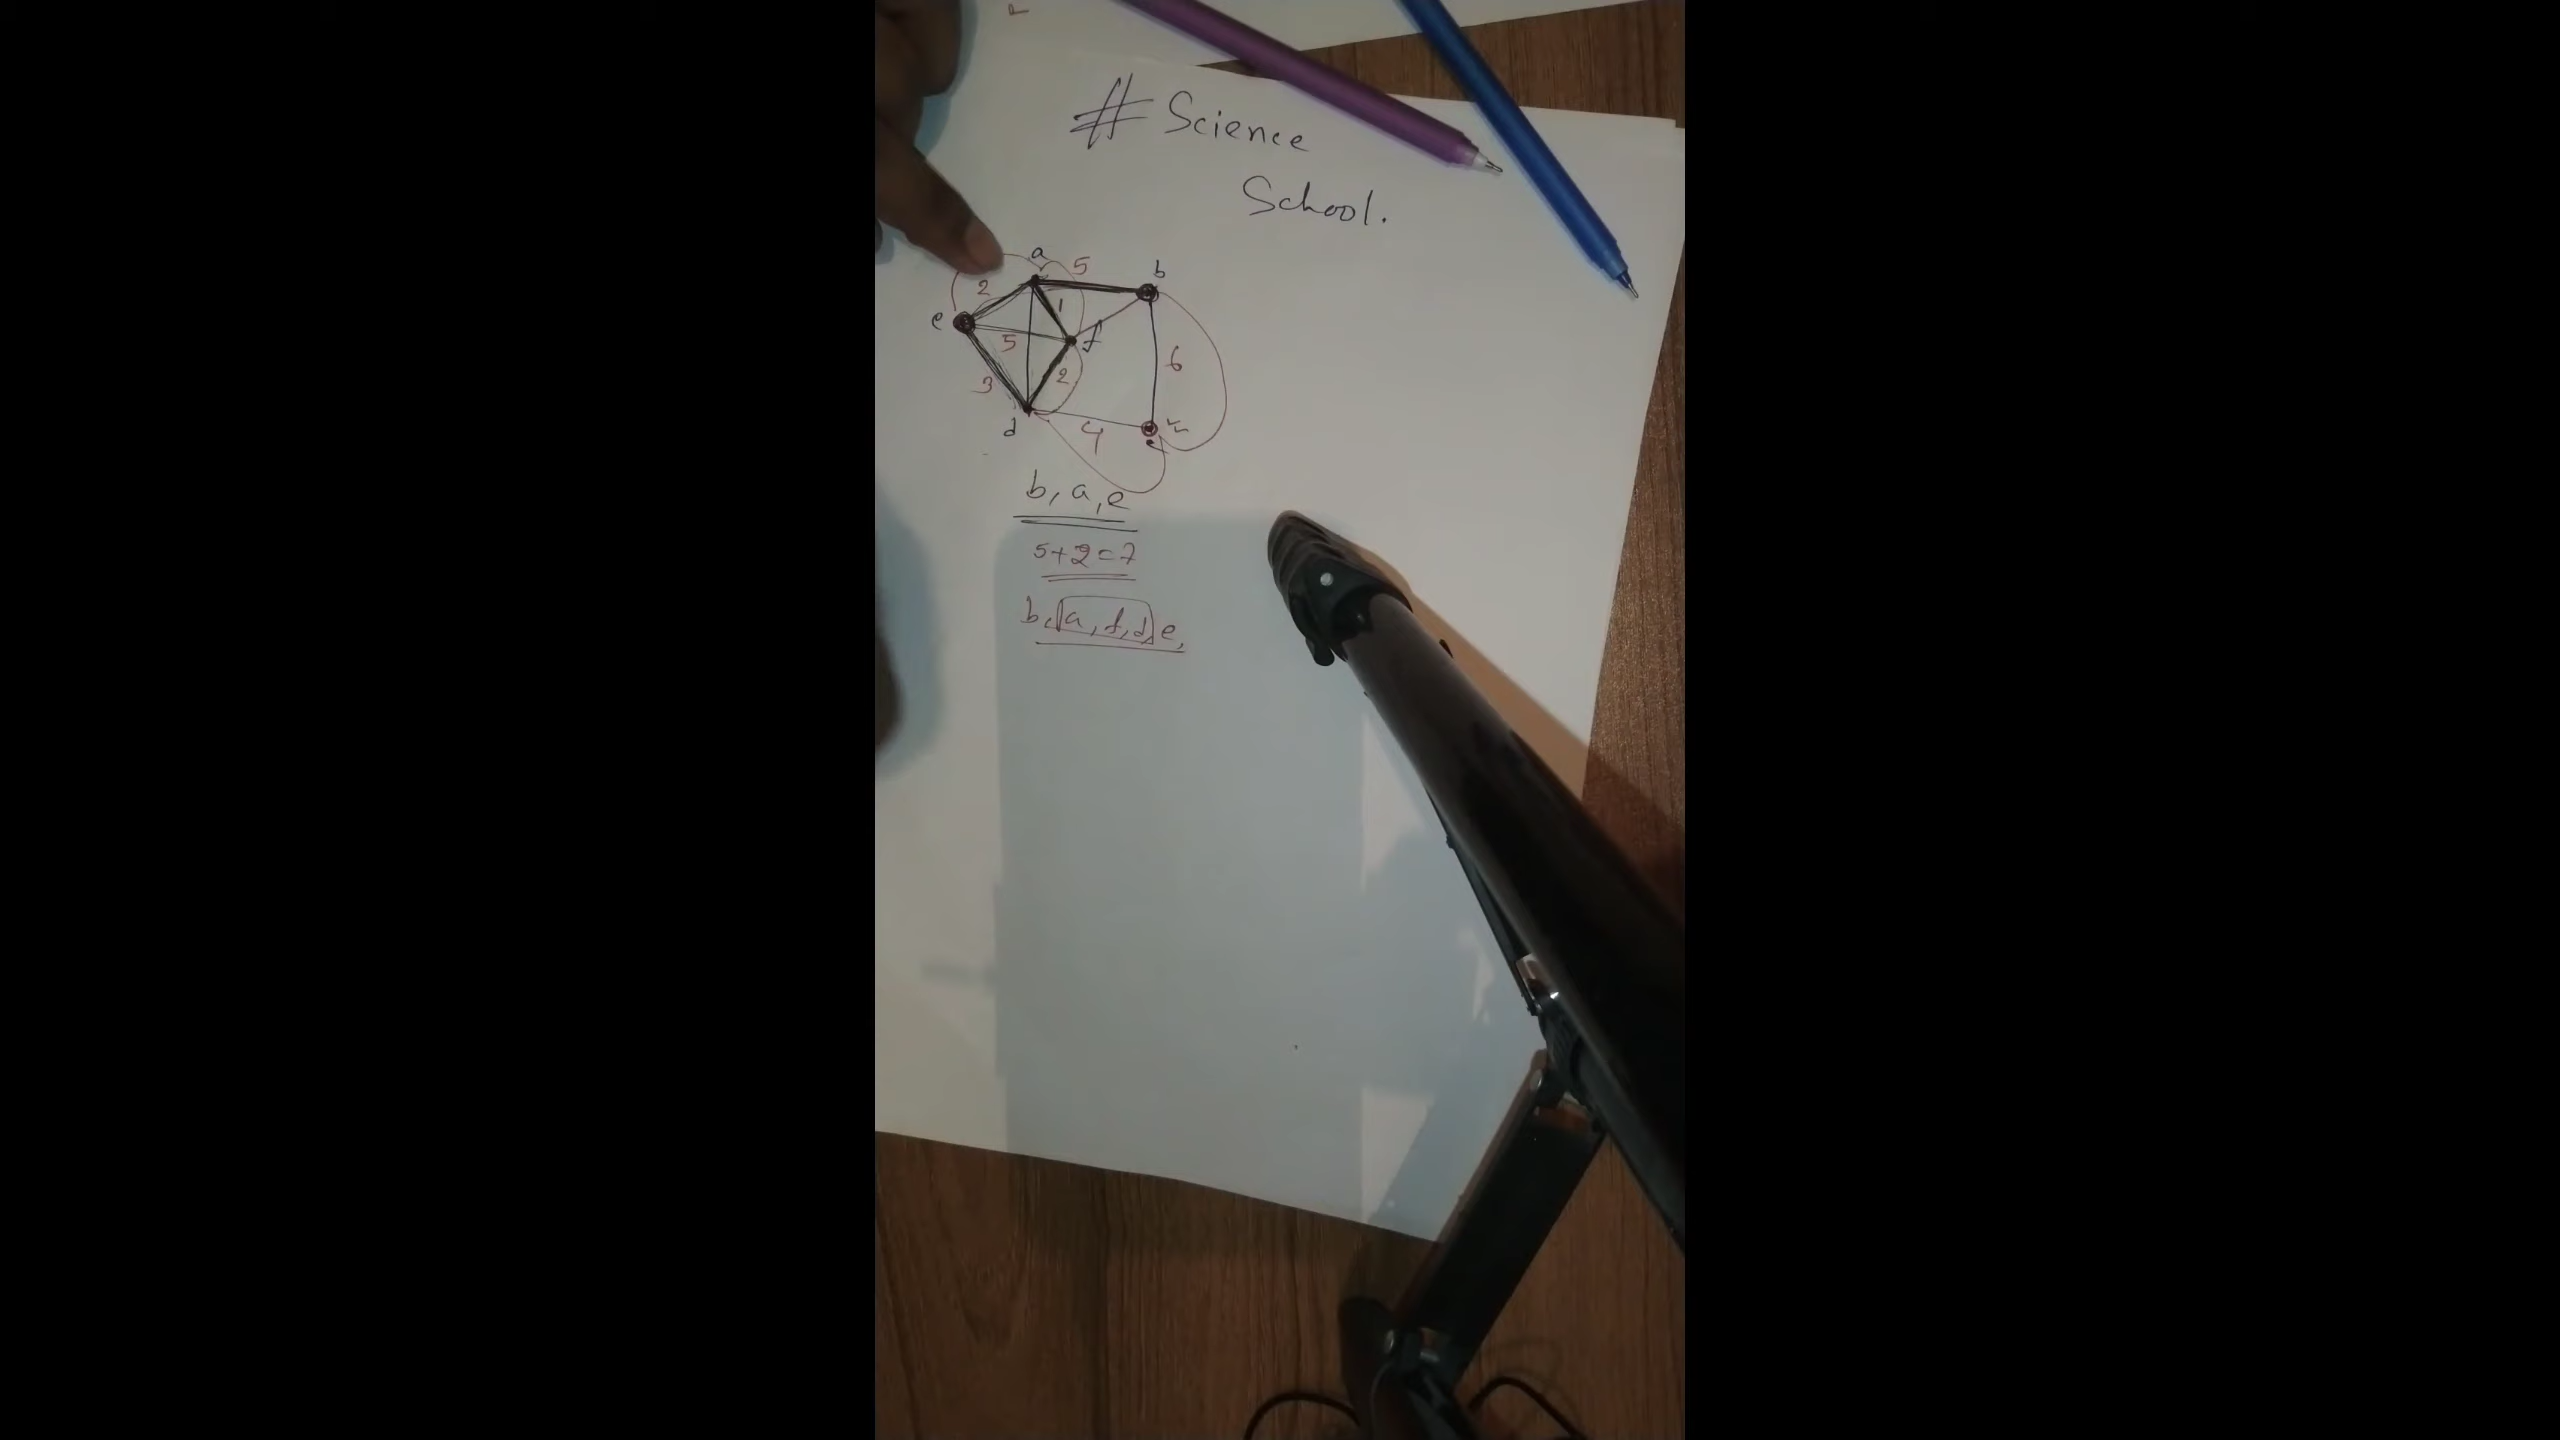 # Science
School.
a 5 b
2 1
e f
5 6
3 2
d 4 c
b, a, e
5+2=7
b, a, f, d, e,